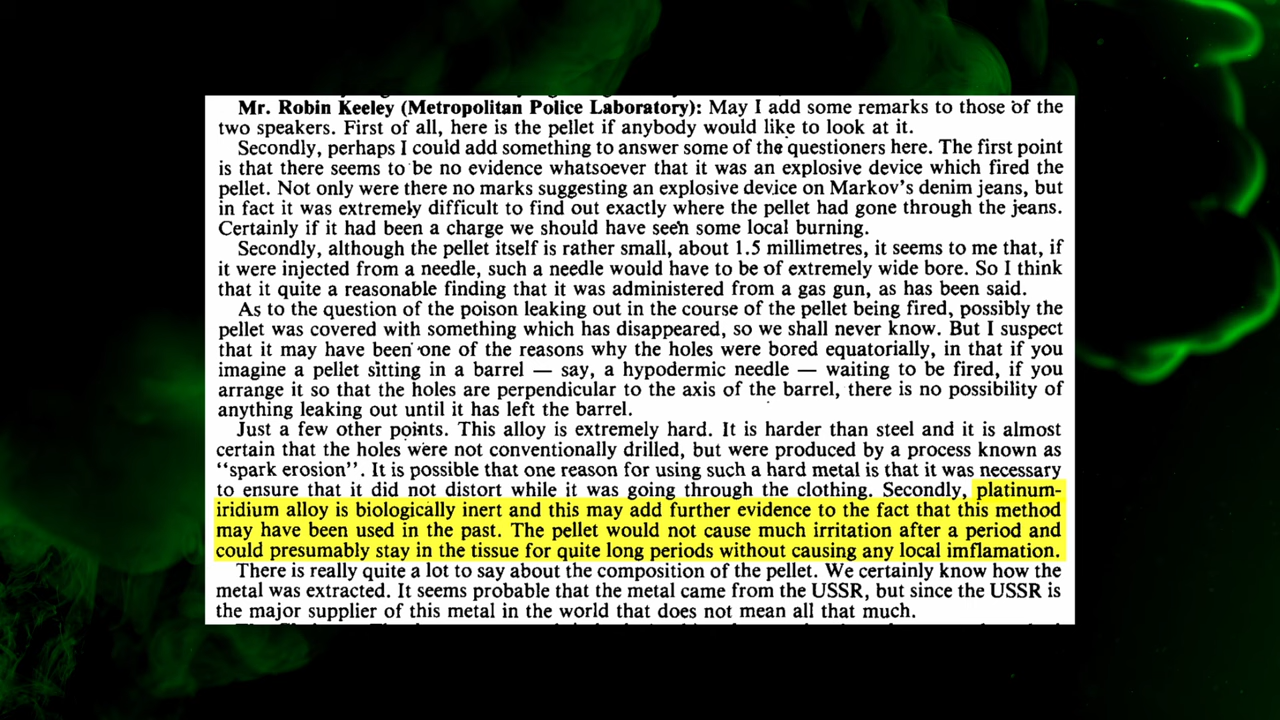 Mr. Robin Keeley (Metropolitan Police Laboratory): May I add some remarks to those of the
two speakers. First of all, here is the pellet if anybody would like to look at it.
Secondly, perhaps I could add something to answer some of the questioners here. The first point
is that there seems to be no evidence whatsoever that it was an explosive device which fired the
pellet. Not only were there no marks suggesting an explosive device on Markov's denim jeans, but
in fact it was extremely difficult to find out exactly where the pellet had gone through the jeans.
Certainly if it had been a charge we should have seen some local burning.
Secondly, although the pellet itself is rather small, about 1.5 millimetres, it seems to me that, if
it were injected from a needle, such a needle would have to be of extremely wide bore. So I think
that it quite a reasonable finding that it was administered from a gas gun, as has been said.
As to the question of the poison leaking out in the course of the pellet being fired, possibly the
pellet was covered with something which has disappeared, so we shall never know. But I suspect
that it may have been one of the reasons why the holes were bored equatorially, in that if you
imagine a pellet sitting in a barrel — say, a hypodermic needle — waiting to be fired, if you
arrange it so that the holes are perpendicular to the axis of the barrel, there is no possibility of
anything leaking out until it has left the barrel.
Just a few other points. This alloy is extremely hard. It is harder than steel and it is almost
certain that the holes were not conventionally drilled, but were produced by a process known as
"spark erosion". It is possible that one reason for using such a hard metal is that it was necessary
to ensure that it did not distort while it was going through the clothing. Secondly, platinum-
iridium alloy is biologically inert and this may add further evidence to the fact that this method
may have been used in the past. The pellet would not cause much irritation after a period and
could presumably stay in the tissue for quite long periods without causing any local imflamation.
There is really quite a lot to say about the composition of the pellet. We certainly know how the
metal was extracted. It seems probable that the metal came from the USSR, but since the USSR is
the major supplier of this metal in the world that does not mean all that much.